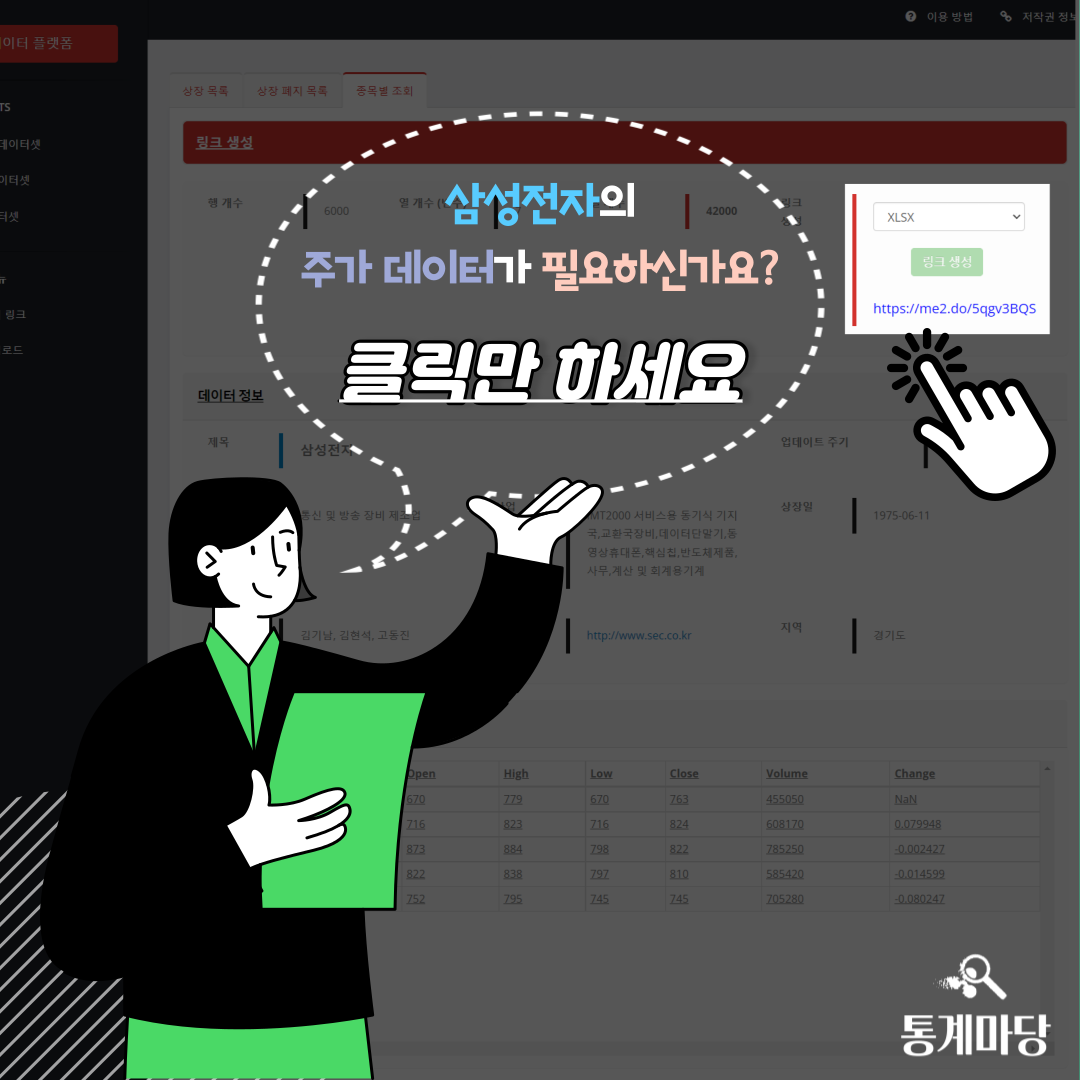 이용 방법
저작권 정보
이터 플랫폼
TS
데이터셋
이터셋
터셋
뉴
링크
로드
상장 목록
상장 폐지 목록
종목별 조회
링크 생성
행 개수
6000
열 개수
42000
링크
생성
삼성전자의
주가 데이터가 필요하신가요?
클릭만 하세요
XLSX
링크 생성
https://me2.do/5qgv3BQS
데이터 정보
제목
삼성전자
업데이트 주기
통신 및 방송 장비 제조업
IMT2000 서비스용 동기식 기지
국,교환국장비,데이터단말기,동
영상휴대폰,핵심칩,반도체제품,
사무,계산 및 회계용기계
상장일
1975-06-11
김기남, 김현석, 고동진
http://www.sec.co.kr
지역
경기도
Open High Low Close Volume Change
670 779 670 763 455050 NaN
716 823 716 824 608170 0.079948
873 884 798 822 785250 -0.002427
822 838 797 810 585420 -0.014599
752 795 745 745 705280 -0.080247
통계마당